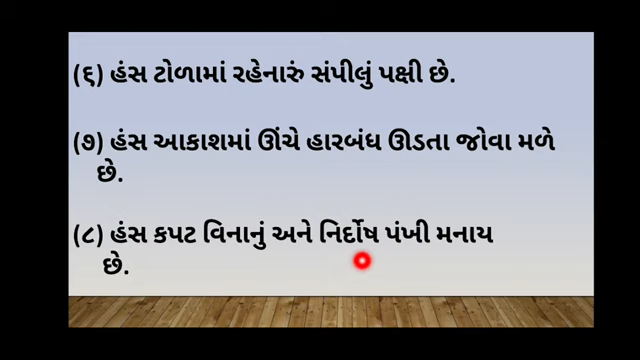 (૬) હંસ ટોળામાં રહેનારું સંપીલું પક્ષી છે.
(૭) હંસ આકાશમાં ઊંચે હારબંધ ઊડતા જોવા મળે
છે.
(૮) હંસ કપટ વિનાનું અને નિર્દોષ પંખી મનાય
છે.